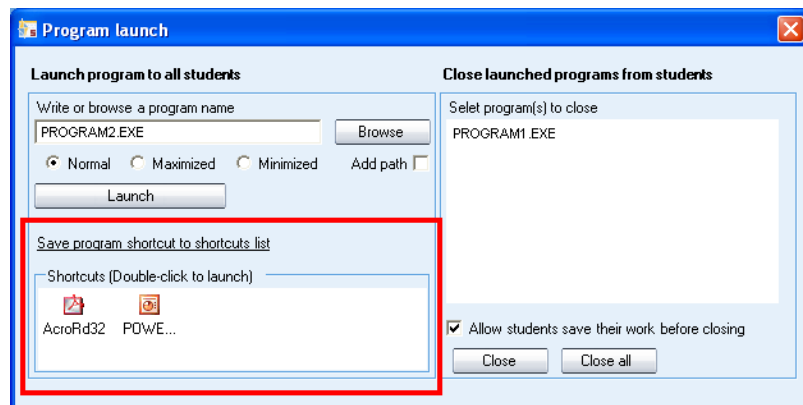 Program launch
Launch program to all students
Write or browse a program name
PROGRAM2.EXE
Browse
Normal Maximized Minimized Add path
Launch
Save program shortcut to shortcuts list
Shortcuts (Double-click to launch)
AcroRd32 POWE...
Close launched programs from students
Selet program(s) to close
PROGRAM1.EXE
Allow students save their work before closing
Close Close all